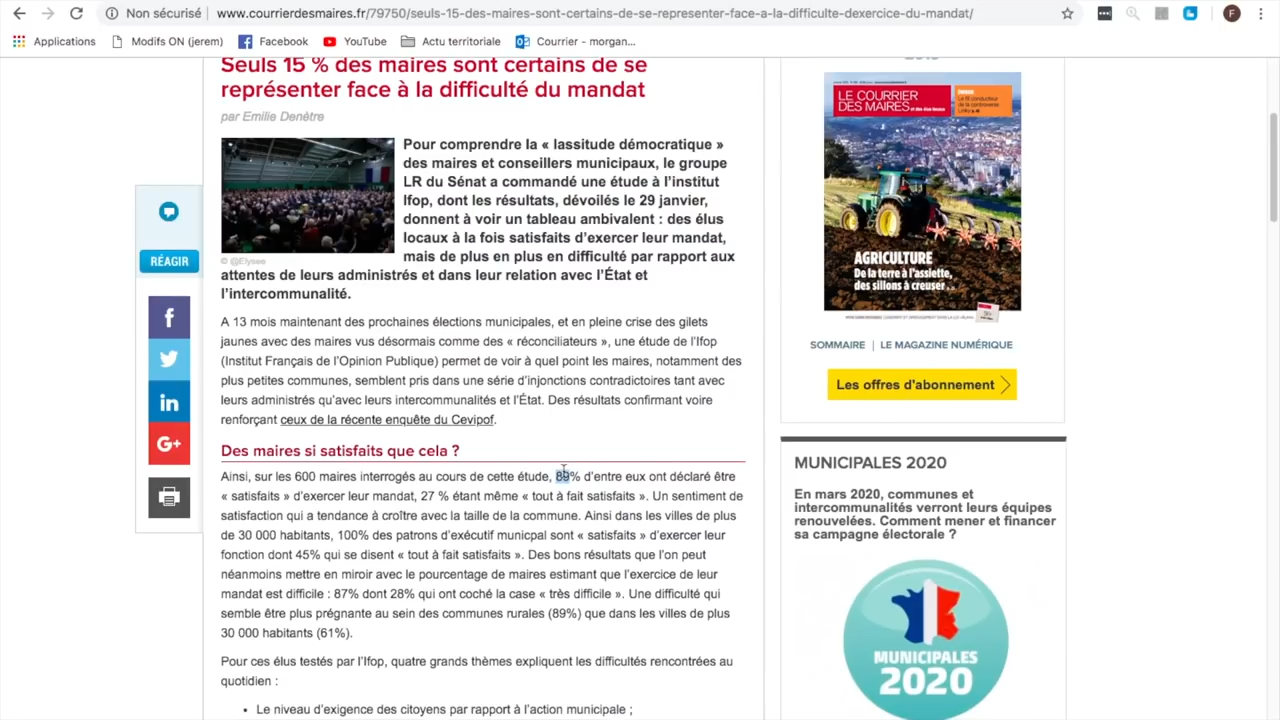 Non sécurisé | www.courrierdesmaires.fr/79750/seuls-15-des-maires-sont-certains-de-se-representer-face-a-la-difficulte-dexercice-du-mandat/
F
Applications Modifs ON (jerem) Facebook YouTube Actu territoriale Courrier - morgan...
Seuls 15 % des maires sont certains de se
représenter face à la difficulté du mandat
par Emilie Denètre
Pour comprendre la « lassitude démocratique »
des maires et conseillers municipaux, le groupe
LR du Sénat a commandé une étude à l'institut
Ifop, dont les résultats, dévoilés le 29 janvier,
donnent à voir un tableau ambivalent : des élus
locaux à la fois satisfaits d'exercer leur mandat,
mais de plus en plus en difficulté par rapport aux
© @Elysee
attentes de leurs administrés et dans leur relation avec l'État et
l'intercommunalité.
RÉAGIR
A 13 mois maintenant des prochaines élections municipales, et en pleine crise des gilets
jaunes avec des maires vus désormais comme des « réconciliateurs », une étude de l'Ifop
(Institut Français de l'Opinion Publique) permet de voir à quel point les maires, notamment des
plus petites communes, semblent pris dans une série d'injonctions contradictoires tant avec
leurs administrés qu'avec leurs intercommunalités et l'État. Des résultats confirmant voire
renforçant ceux de la récente enquête du Cevipof.
Des maires si satisfaits que cela ?
Ainsi, sur les 600 maires interrogés au cours de cette étude, 89% d'entre eux ont déclaré être
« satisfaits » d'exercer leur mandat, 27 % étant même « tout à fait satisfaits ». Un sentiment de
satisfaction qui a tendance à croître avec la taille de la commune. Ainsi dans les villes de plus
de 30 000 habitants, 100% des patrons d'exécutif municpal sont « satisfaits » d'exercer leur
fonction dont 45% qui se disent « tout à fait satisfaits ». Des bons résultats que l'on peut
néanmoins mettre en miroir avec le pourcentage de maires estimant que l'exercice de leur
mandat est difficile : 87% dont 28% qui ont coché la case « très difficile ». Une difficulté qui
semble être plus prégnante au sein des communes rurales (89%) que dans les villes de plus
30 000 habitants (61%).
Pour ces élus testés par l'Ifop, quatre grands thèmes expliquent les difficultés rencontrées au
quotidien :
• Le niveau d'exigence des citoyens par rapport à l'action municipale ;
LE COURRIER
DES MAIRES et des élus locaux
AGRICULTURE
De la terre à l'assiette,
des sillons à creuser...
SOMMAIRE | LE MAGAZINE NUMÉRIQUE
Les offres d'abonnement
MUNICIPALES 2020
En mars 2020, communes et
intercommunalités verront leurs équipes
renouvelées. Comment mener et financer
sa campagne électorale ?
MUNICIPALES
2020